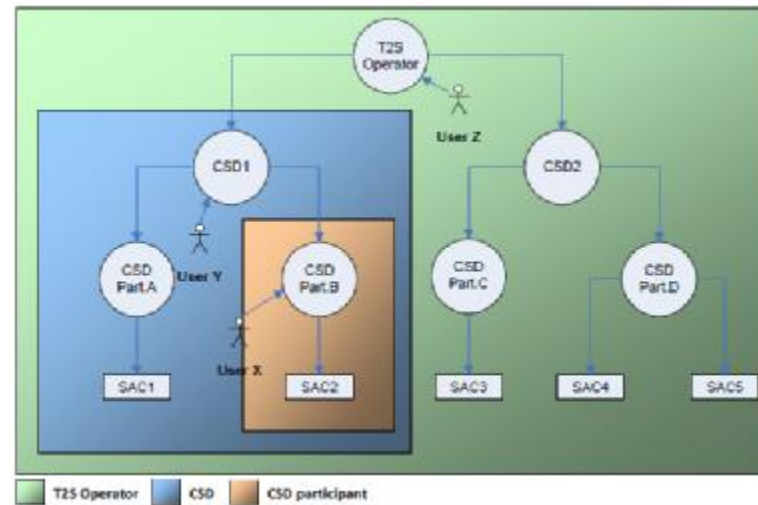 T2S
Operator
User Z
CSD1
CSD2
User Y
CSD
Part.A
CSD
Part.B
CSD
Part.C
CSD
Part.D
User X
SAC1
SAC2
SAC3
SAC4
SAC5
T2S Operator
CSD
CSD participant